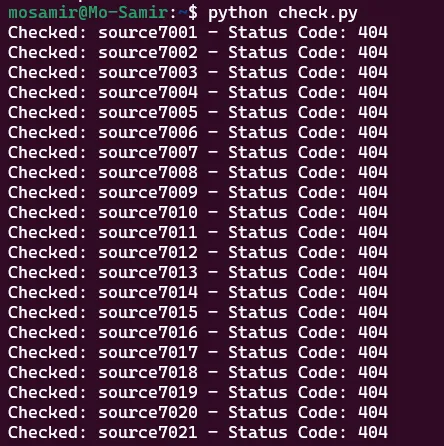 mosamir@Mo-Samir:~$ python check.py
Checked: source7001 – Status Code: 404
Checked: source7002 – Status Code: 404
Checked: source7003 – Status Code: 404
Checked: source7004 – Status Code: 404
Checked: source7005 – Status Code: 404
Checked: source7006 – Status Code: 404
Checked: source7007 – Status Code: 404
Checked: source7008 – Status Code: 404
Checked: source7009 – Status Code: 404
Checked: source7010 – Status Code: 404
Checked: source7011 – Status Code: 404
Checked: source7012 – Status Code: 404
Checked: source7013 – Status Code: 404
Checked: source7014 – Status Code: 404
Checked: source7015 – Status Code: 404
Checked: source7016 – Status Code: 404
Checked: source7017 – Status Code: 404
Checked: source7018 – Status Code: 404
Checked: source7019 – Status Code: 404
Checked: source7020 – Status Code: 404
Checked: source7021 – Status Code: 404